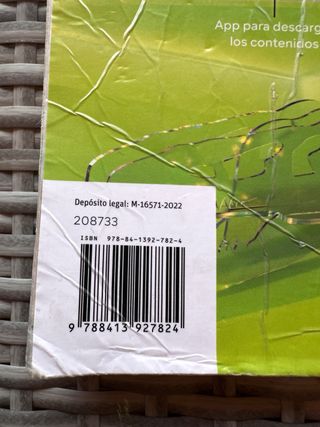 App para descarg
los contenidos
Depósito legal: M-16571-2022
208733
ISBN 978-84-1392-782-4
9 788413 927824